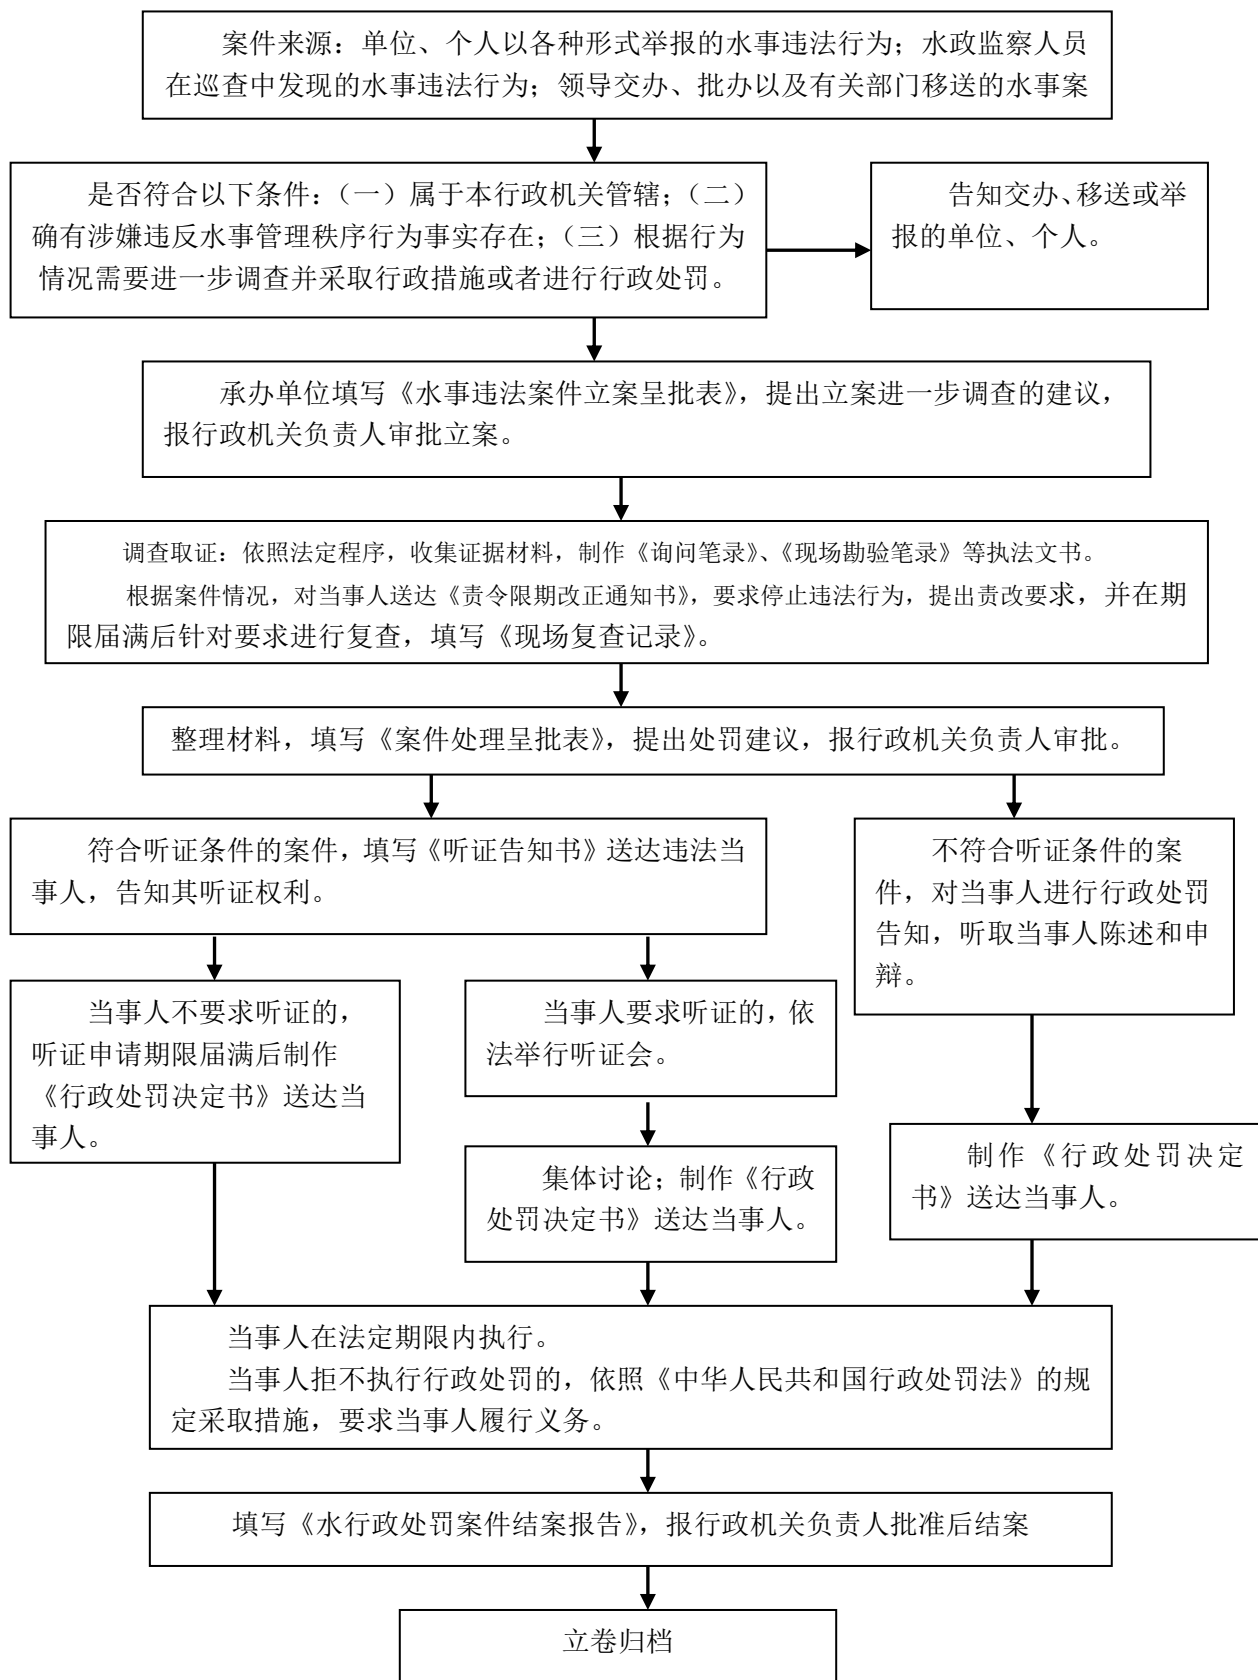 案件来源：单位、个人以各种形式举报的水事违法行为；水政监察人员
在巡查中发现的水事违法行为；领导交办、批办以及有关部门移送的水事案
是否符合以下条件：（一）属于本行政机关管辖；（二）
确有涉嫌违反水事管理秩序行为事实存在；（三）根据行为
情况需要进一步调查并采取行政措施或者进行行政处罚。
告知交办、移送或举
报的单位、个人。
承办单位填写《水事违法案件立案呈批表》，提出立案进一步调查的建议，
报行政机关负责人审批立案。
调查取证：依照法定程序，收集证据材料，制作《询问笔录》、《现场勘验笔录》等执法文书。
根据案件情况，对当事人送达《责令限期改正通知书》，要求停止违法行为，提出责改要求，并在期
限届满后针对要求进行复查，填写《现场复查记录》。
整理材料，填写《案件处理呈批表》，提出处罚建议，报行政机关负责人审批。
符合听证条件的案件，填写《听证告知书》送达违法当
事人，告知其听证权利。
不符合听证条件的案
件，对当事人进行行政处罚
告知，听取当事人陈述和申
辩。
当事人不要求听证的，
听证申请期限届满后制作
《行政处罚决定书》送达当
事人。
当事人要求听证的，依
法举行听证会。
集体讨论；制作《行政
处罚决定书》送达当事人。
制作《行政处罚决定
书》送达当事人。
当事人在法定期限内执行。
当事人拒不执行行政处罚的，依照《中华人民共和国行政处罚法》的规
定采取措施，要求当事人履行义务。
填写《水行政处罚案件结案报告》，报行政机关负责人批准后结案
立卷归档